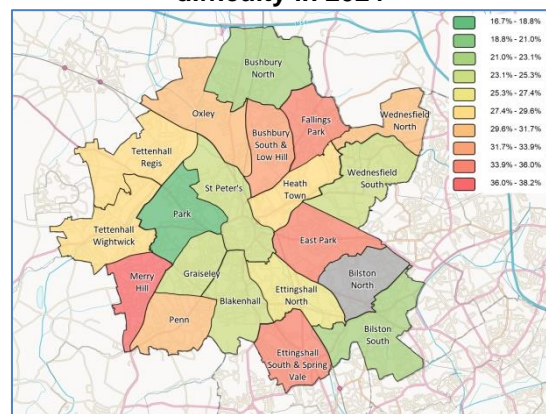 difficulty in 2024
16.7% - 18.8%
18.8% - 21.0%
21.0% - 23.1%
23.1% - 25.3%
25.3% - 27.4%
27.4% - 29.6%
29.6% - 31.7%
31.7% - 33.9%
33.9% - 36.0%
36.0% - 38.2%
Bushbury
North
Oxley
Bushbury
South &
Low Hill
Fallings
Park
Wednesfield
North
Tettenhall
Regis
St Peter's
Heath
Town
Wednesfield
South
Tettenhall
Wightwick
Park
East Park
Merry
Hill
Graiseley
Bilston
North
Blakenhall
Ettingshall
North
Penn
Bilston
South
Ettingshall
South & Spring
Vale